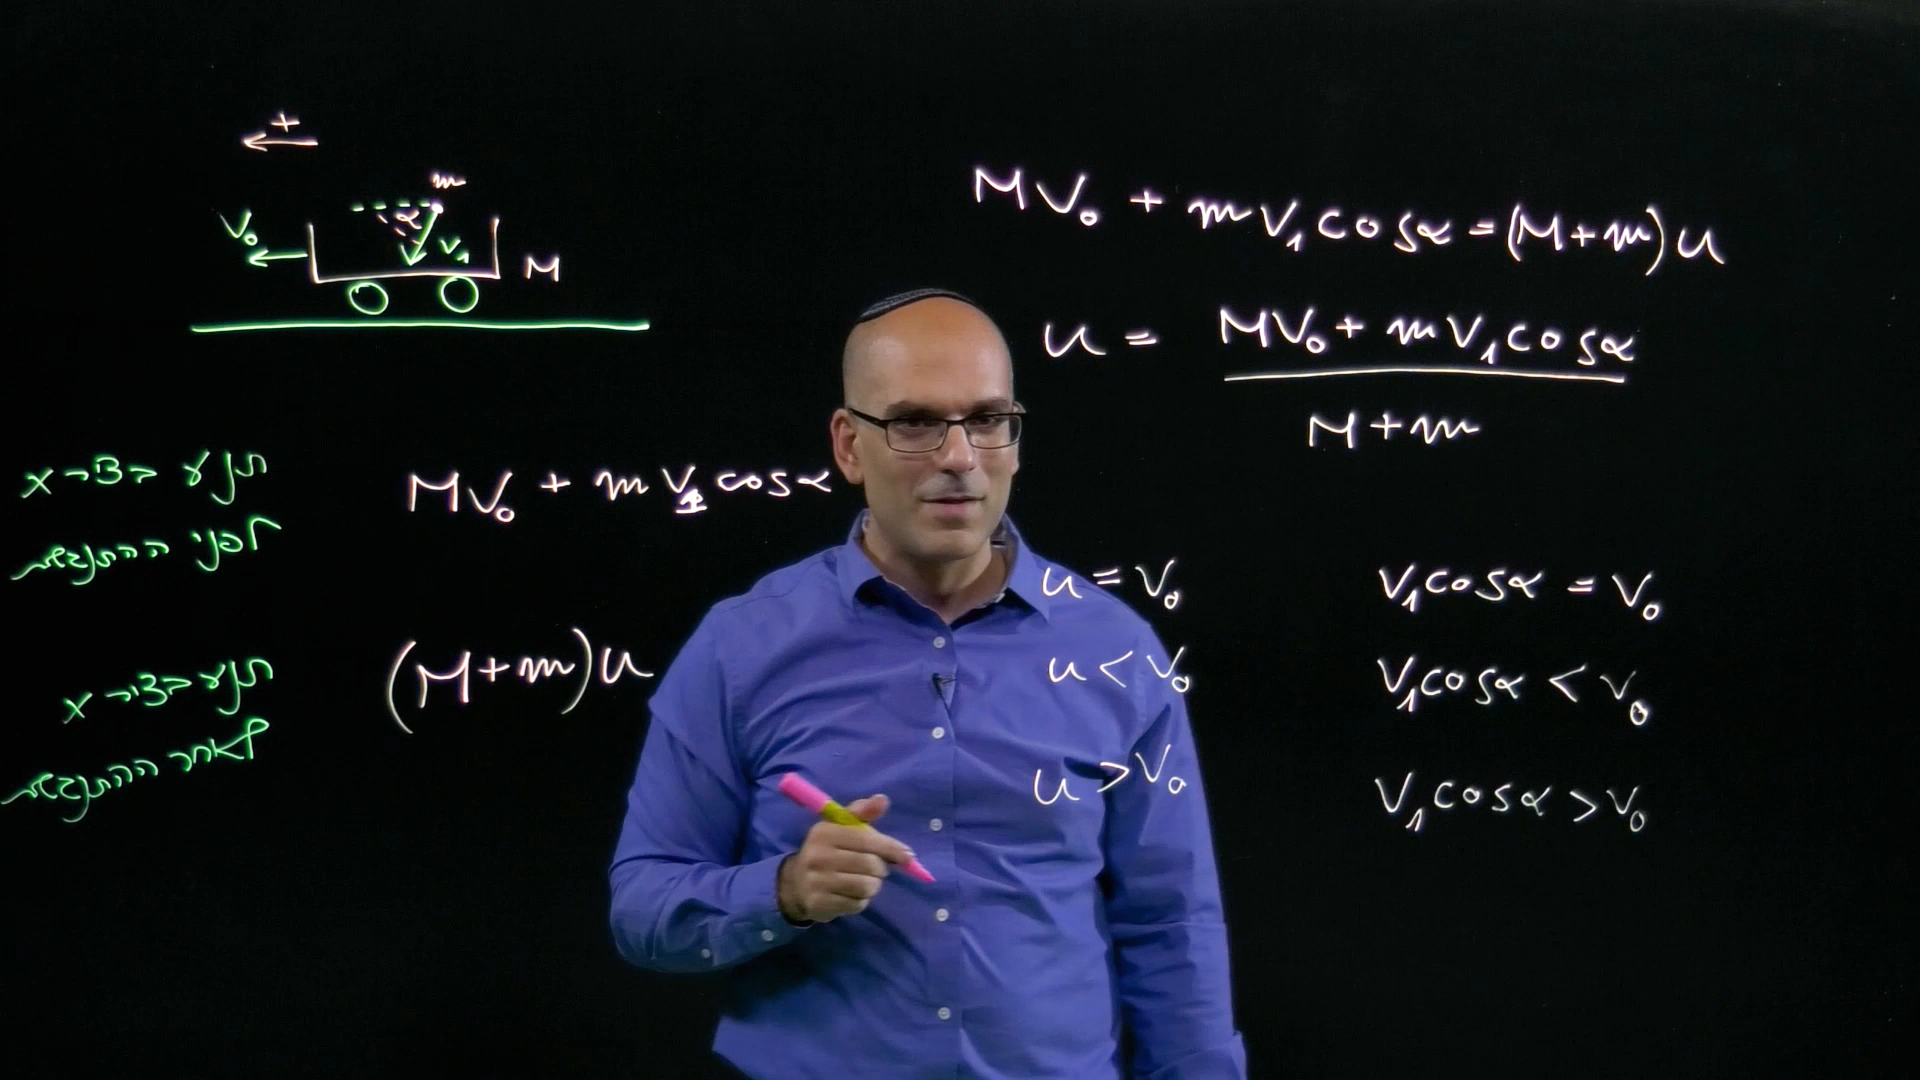 +
m
α
V₀
V₁
M
MV₀ + mV₁cosα = (M+m)u
u = MV₀ + mV₁cosα / M+m
תנע בציר x
לפני ההתנגשות
MV₀ + mV₁cosα
תנע בציר x
לאחר ההתנגשות
(M+m)u
u = V₀ V₁cosα = V₀
u < V₀ V₁cosα < V₀
u > V₀ V₁cosα > V₀